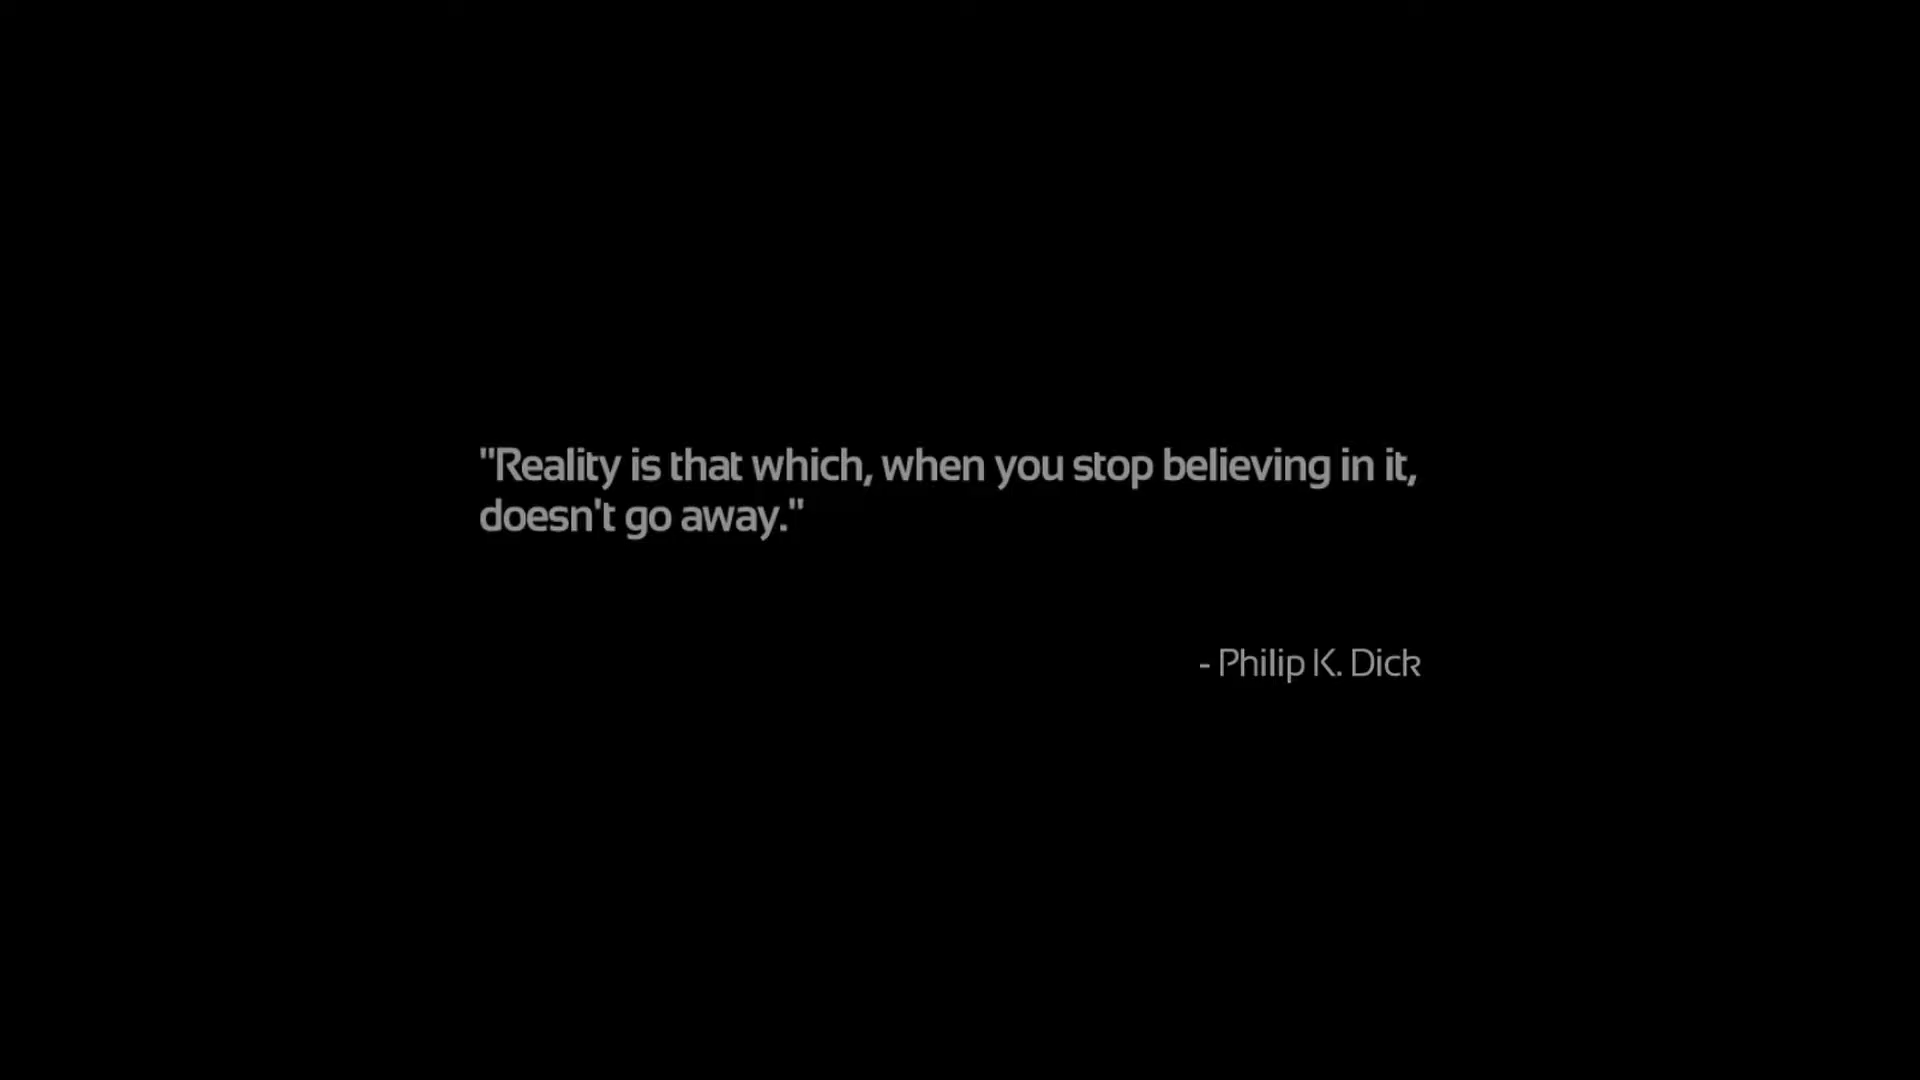 "Reality is that which, when you stop believing in it,
doesn't go away."
- Philip K. Dick